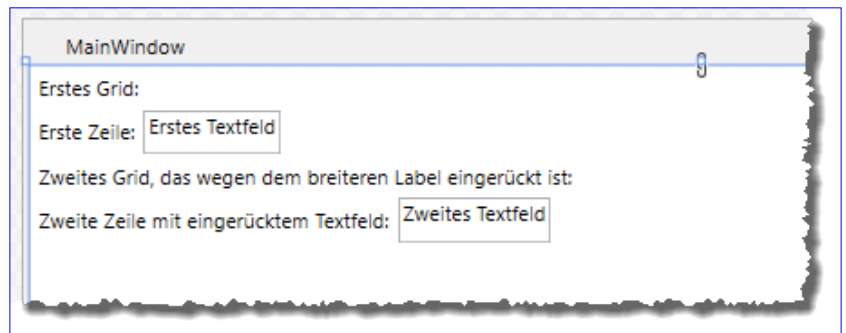 MainWindow
Erstes Grid:
Erste Zeile: Erstes Textfeld
Zweites Grid, das wegen dem breiteren Label eingerückt ist:
Zweite Zeile mit eingerücktem Textfeld: Zweites Textfeld